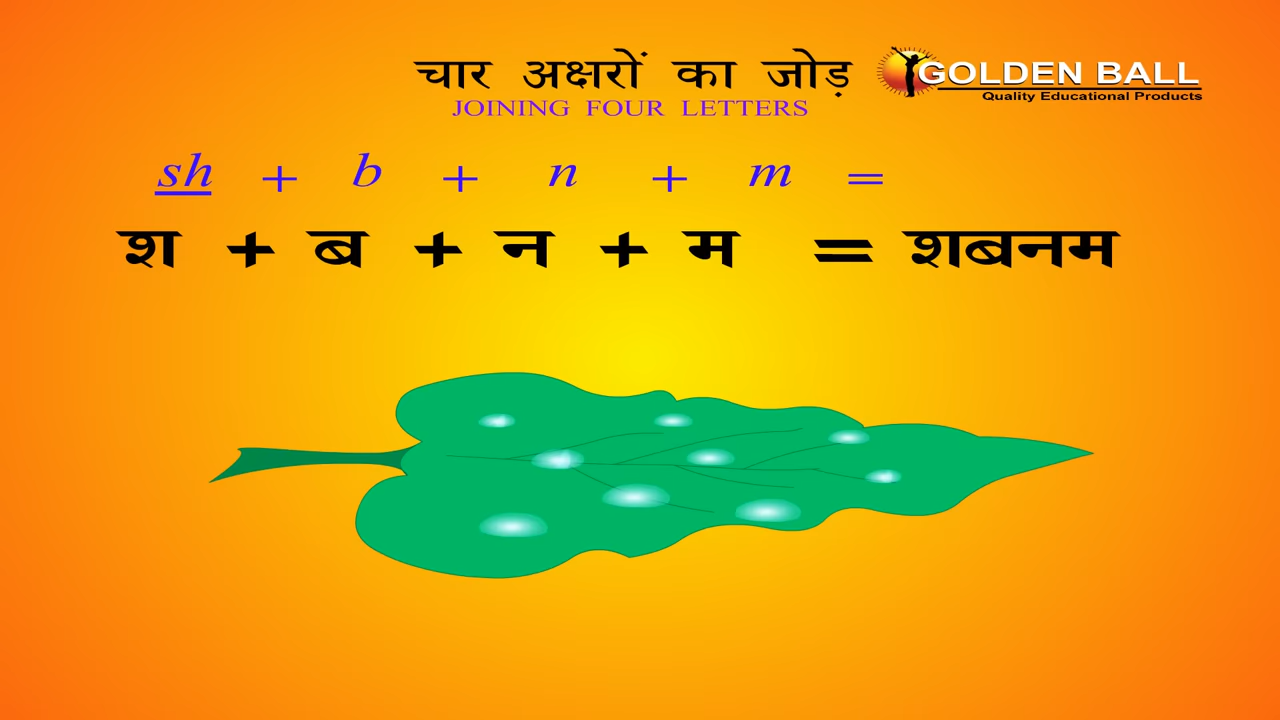 चार अक्षरों का जोड़
GOLDEN BALL
Quality Educational Products
JOINING FOUR LETTERS
sh + b + n + m =
श + ब + न + म = शबनम